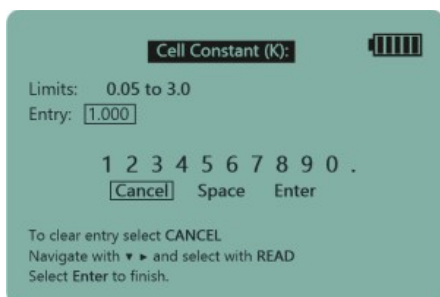 Cell Constant (K):
Limits: 0.05 to 3.0
Entry: 1.000
1 2 3 4 5 6 7 8 9 0 .
Cancel Space Enter
To clear entry select CANCEL
Navigate with ▾ ▸ and select with READ
Select Enter to finish.